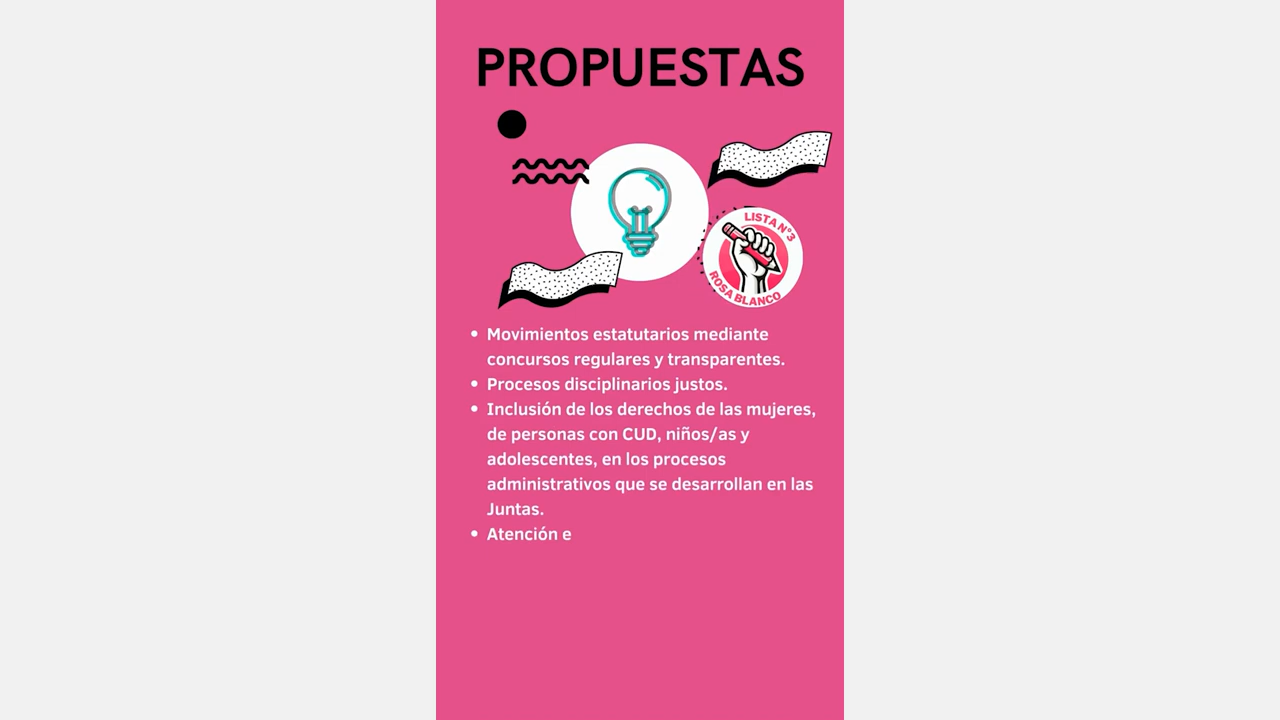 PROPUESTAS
LISTA N°3
ROSA BLANCO
• Movimientos estatutarios mediante
concursos regulares y transparentes.
• Procesos disciplinarios justos.
• Inclusión de los derechos de las mujeres,
de personas con CUD, niños/as y
adolescentes, en los procesos
administrativos que se desarrollan en las
Juntas.
• Atención e